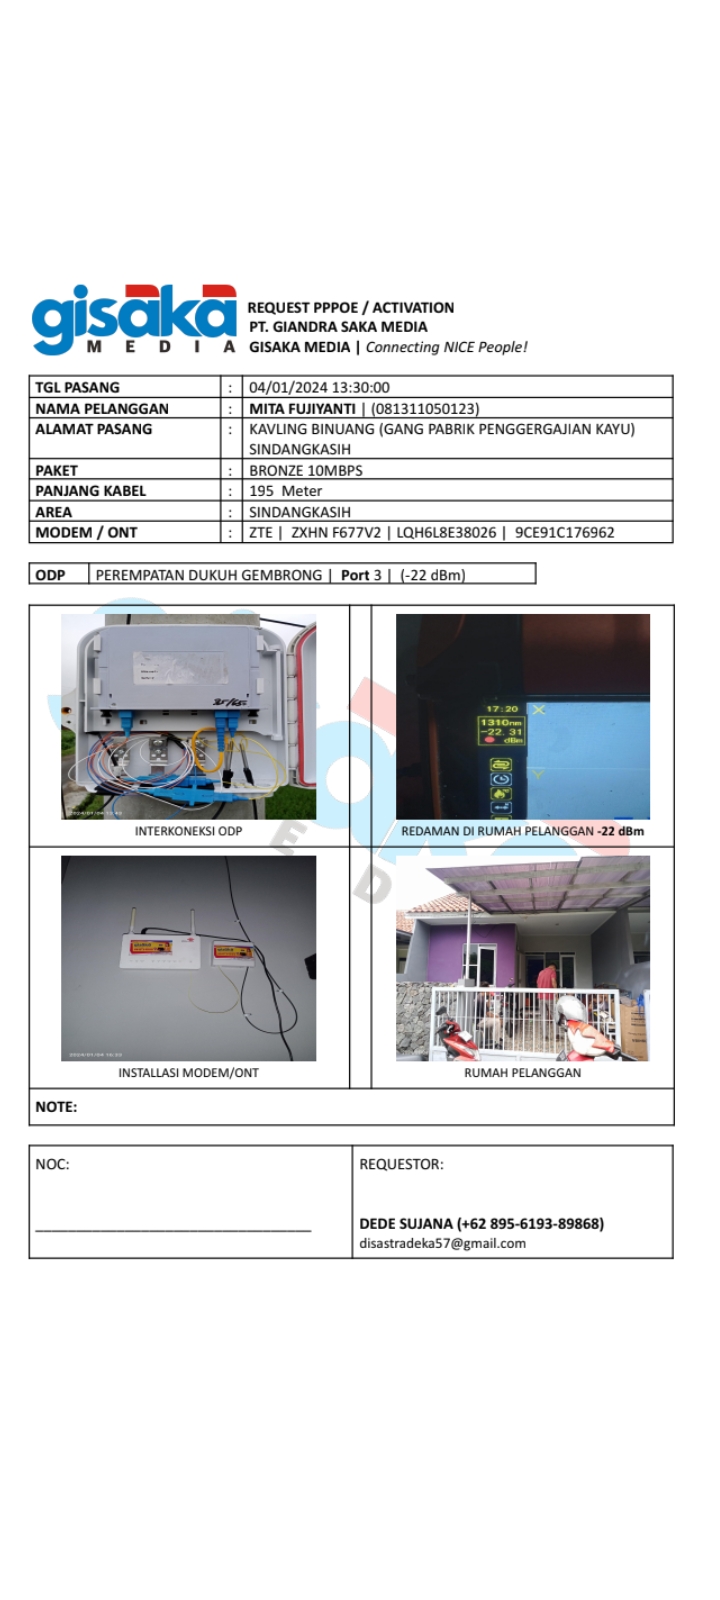 gisaka
MEDIA
REQUEST PPPOE / ACTIVATION
PT. GIANDRA SAKA MEDIA
GISAKA MEDIA | Connecting NICE People!
TGL PASANG : 04/01/2024 13:30:00
NAMA PELANGGAN : MITA FUJIYANTI | (081311050123)
ALAMAT PASANG : KAVLING BINUANG (GANG PABRIK PENGGERGAJIAN KAYU)
SINDANGKASIH
PAKET : BRONZE 10MBPS
PANJANG KABEL : 195 Meter
AREA : SINDANGKASIH
MODEM / ONT : ZTE | ZXHN F677V2 | LQH6L8E38026 | 9CE91C176962
ODP PEREMPATAN DUKUH GEMBRONG | Port 3 | (-22 dBm)
17:20
1310nm
-22.31
dBm
X
Y
INTERKONEKSI ODP
REDAMAN DI RUMAH PELANGGAN -22 dBm
INSTALLASI MODEM/ONT
RUMAH PELANGGAN
NOTE:
NOC:
REQUESTOR:
DEDE SUJANA (+62 895-6193-89868)
disastradeka57@gmail.com